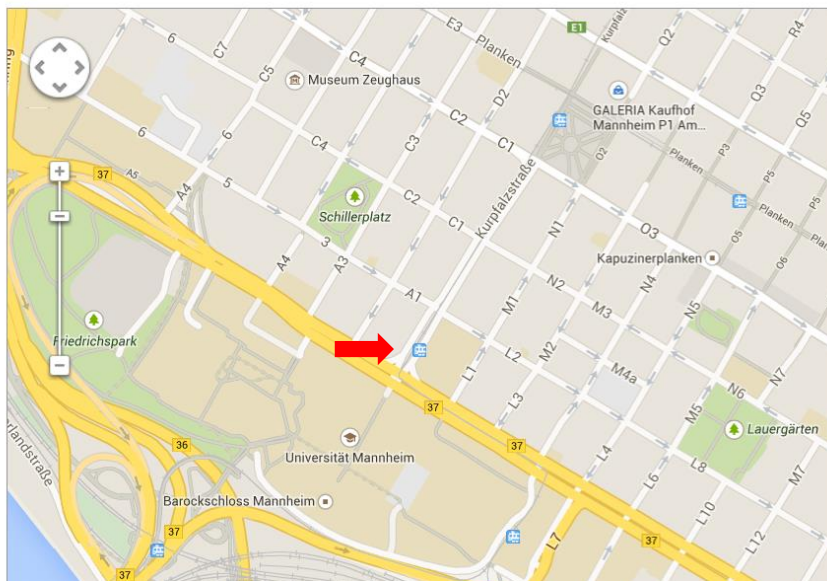 E3
Planken
E1
Kurpfalz
Q2
R4
6
C7
C4
Museum Zeughaus
C5
D2
GALERIA Kaufhof
Mannheim P1 Am...
Q3
Q5
6
6
C4
C3
C2
C1
O2
Planken
P3
P5
P5
37
A5
A4
5
Schillerplatz
C2
C1
Kurpfalzstraße
N1
O3
Planken
O5
O6
Kapuzinerplanken
3
A4
A3
A1
N2
M3
N4
N5
M1
Friedrichspark
L2
M2
M4a
N7
N6
L1
L3
M5
37
37
Lauergärten
36
Universität Mannheim
Barockschloss Mannheim
L4
L6
L8
M7
L10
L12
L7
37
37
37
erlandstraße